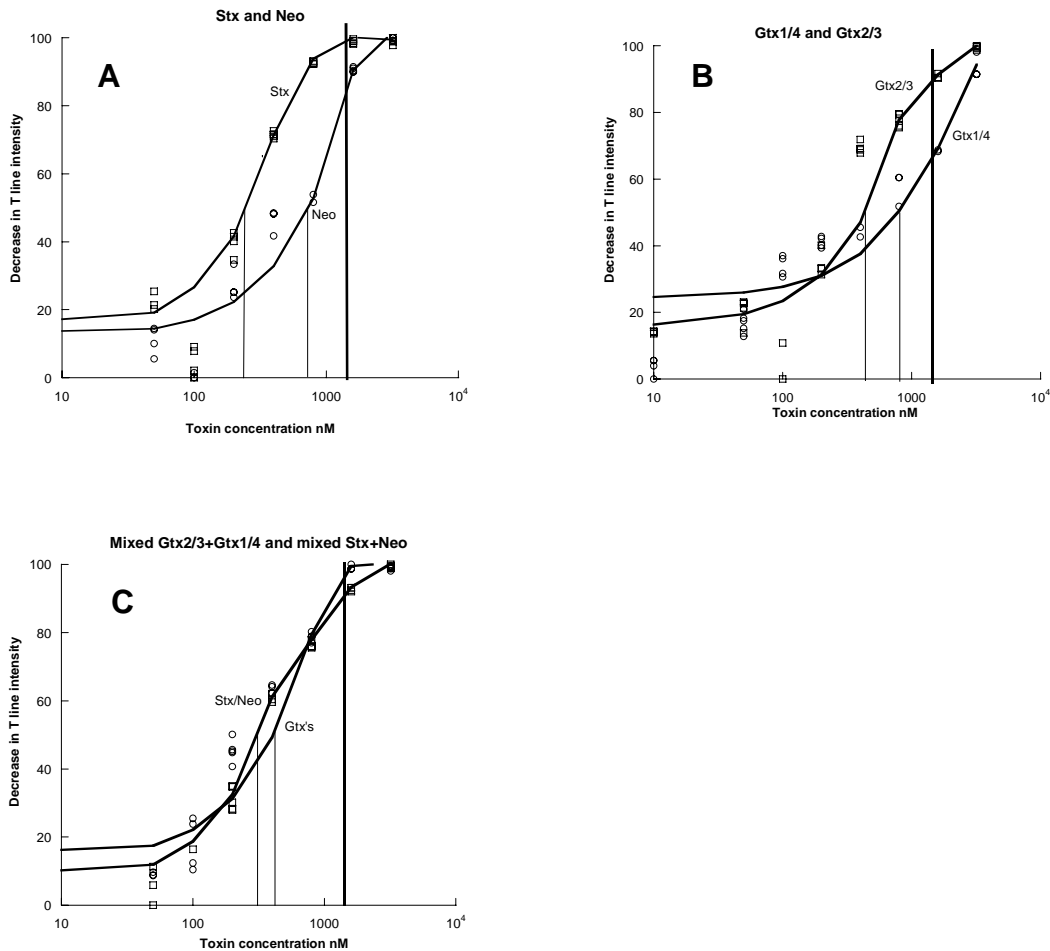 Stx and Neo
A
100
80
60
40
20
0
Decrease in T line intensity
Stx
Neo
10
100
1000
10⁴
Toxin concentration nM
Gtx1/4 and Gtx2/3
B
100
80
60
40
20
0
Decrease in T line intensity
Gtx2/3
Gtx1/4
10
100
1000
10⁴
Toxin concentration nM
Mixed Gtx2/3+Gtx1/4 and mixed Stx+Neo
C
100
80
60
40
20
0
Decrease in T line intensity
Stx/Neo
Gtx's
10
100
1000
10⁴
Toxin concentration nM